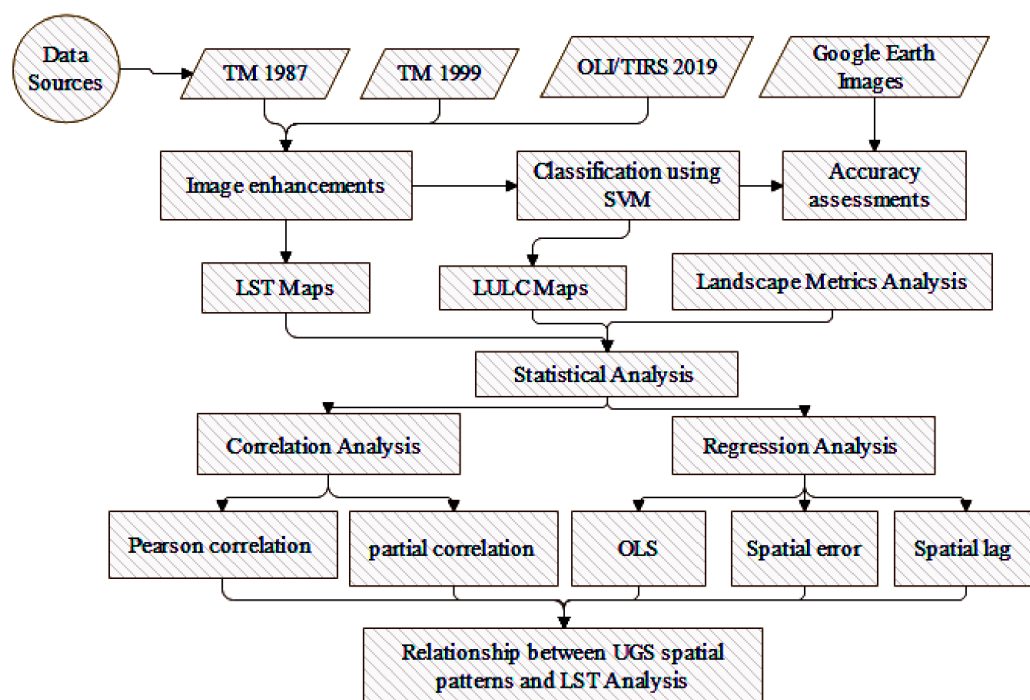 Data
Sources
TM 1987
TM 1999
OLI/TIRS 2019
Google Earth
Images
Image enhancements
Classification using
SVM
Accuracy
assessments
LST Maps
LULC Maps
Landscape Metrics Analysis
Statistical Analysis
Correlation Analysis
Regression Analysis
Pearson correlation
partial correlation
OLS
Spatial error
Spatial lag
Relationship between UGS spatial
patterns and LST Analysis